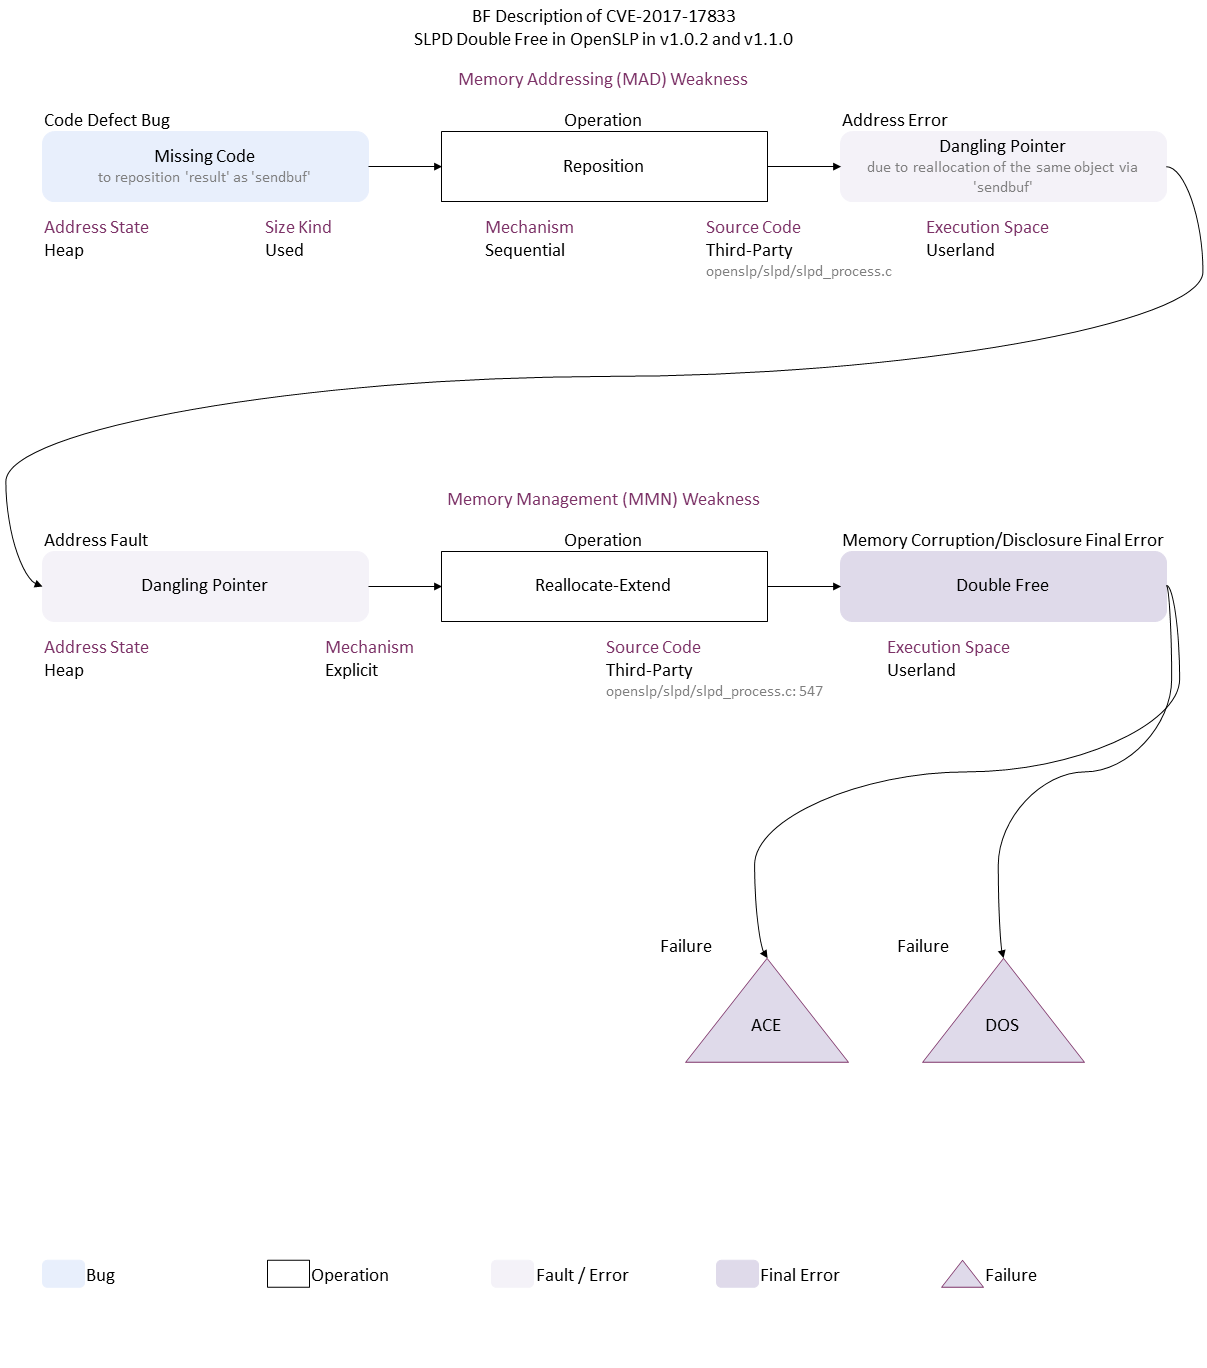 BF Description of CVE-2017-17833
SLPD Double Free in OpenSLP in v1.0.2 and v1.1.0
Memory Addressing (MAD) Weakness
Code Defect Bug
Operation
Address Error
Missing Code
to reposition 'result' as 'sendbuf'
Reposition
Dangling Pointer
due to reallocation of the same object via
'sendbuf'
Address State
Heap
Size Kind
Used
Mechanism
Sequential
Source Code
Third-Party
openslp/slpd/slpd_process.c
Execution Space
Userland
Memory Management (MMN) Weakness
Address Fault
Operation
Memory Corruption/Disclosure Final Error
Dangling Pointer
Reallocate-Extend
Double Free
Address State
Heap
Mechanism
Explicit
Source Code
Third-Party
openslp/slpd/slpd_process.c: 547
Execution Space
Userland
Failure
ACE
Failure
DOS
Bug
Operation
Fault / Error
Final Error
Failure